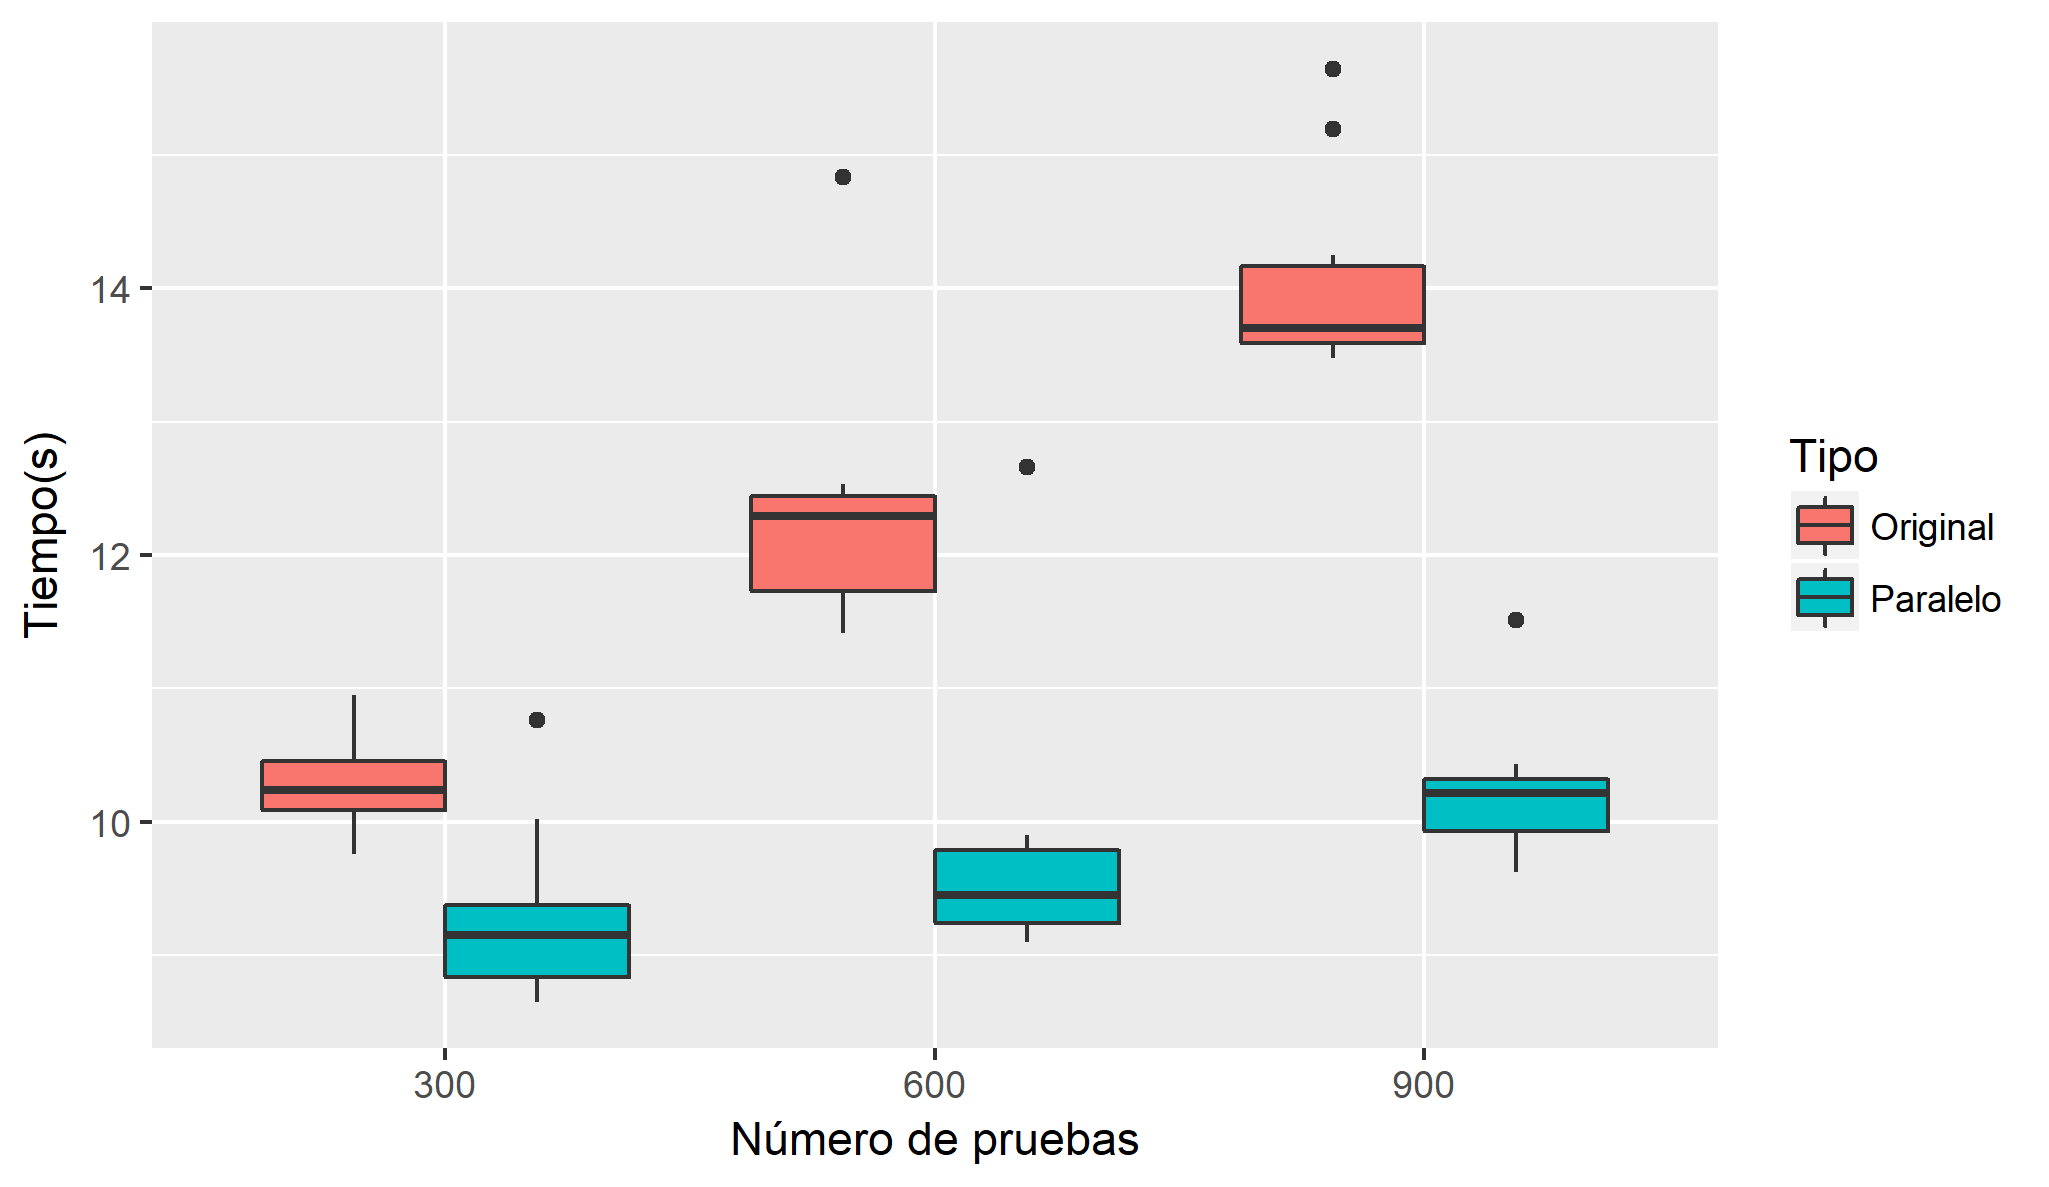 Tiempo(s)
14
12
10
300
600
900
Número de pruebas
Tipo
Original
Paralelo